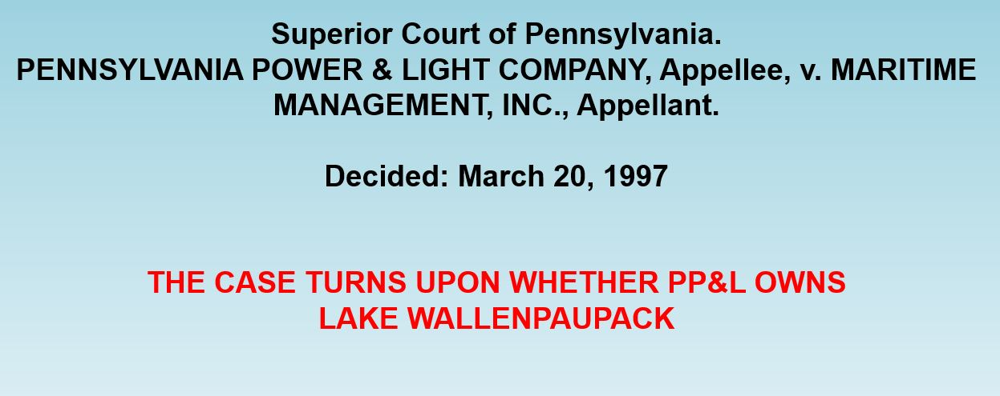 Superior Court of Pennsylvania.
PENNSYLVANIA POWER & LIGHT COMPANY, Appellee, v. MARITIME
MANAGEMENT, INC., Appellant.
Decided: March 20, 1997
THE CASE TURNS UPON WHETHER PP&L OWNS
LAKE WALLENPAUPACK